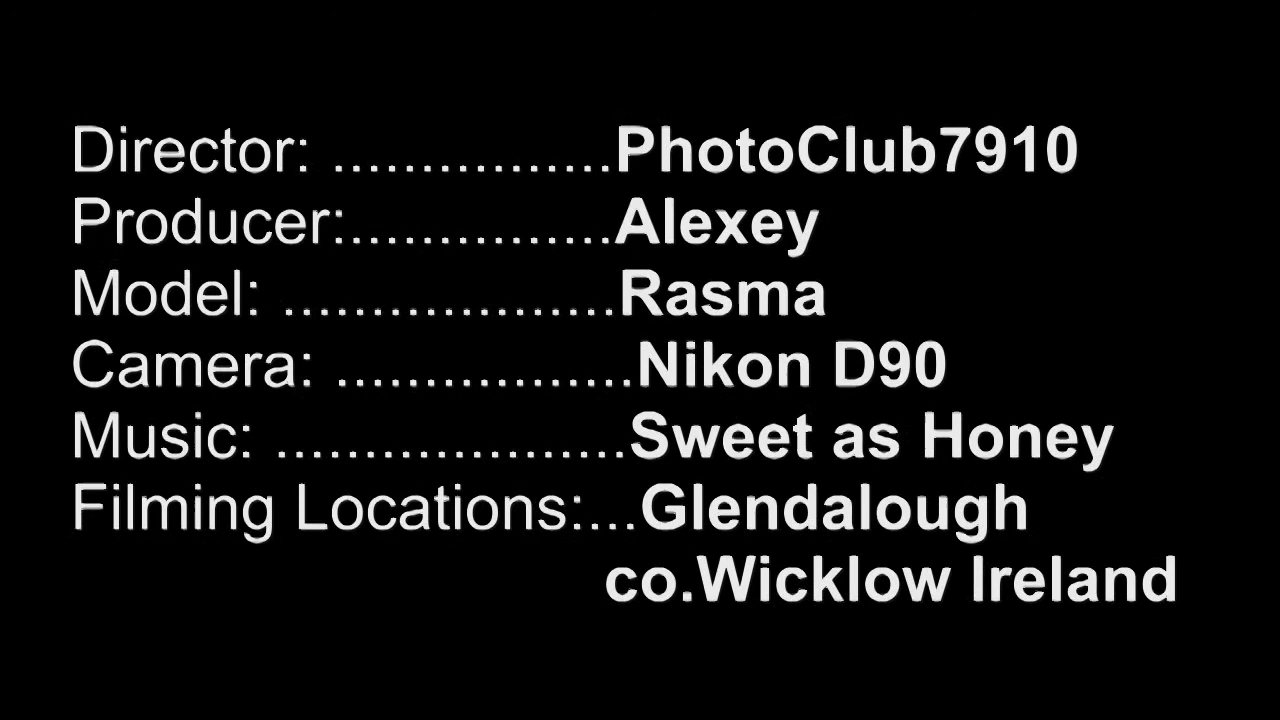 Director: ................PhotoClub7910
Producer:...............Alexey
Model: ...................Rasma
Camera: .................Nikon D90
Music: ....................Sweet as Honey
Filming Locations:...Glendalough
co.Wicklow Ireland